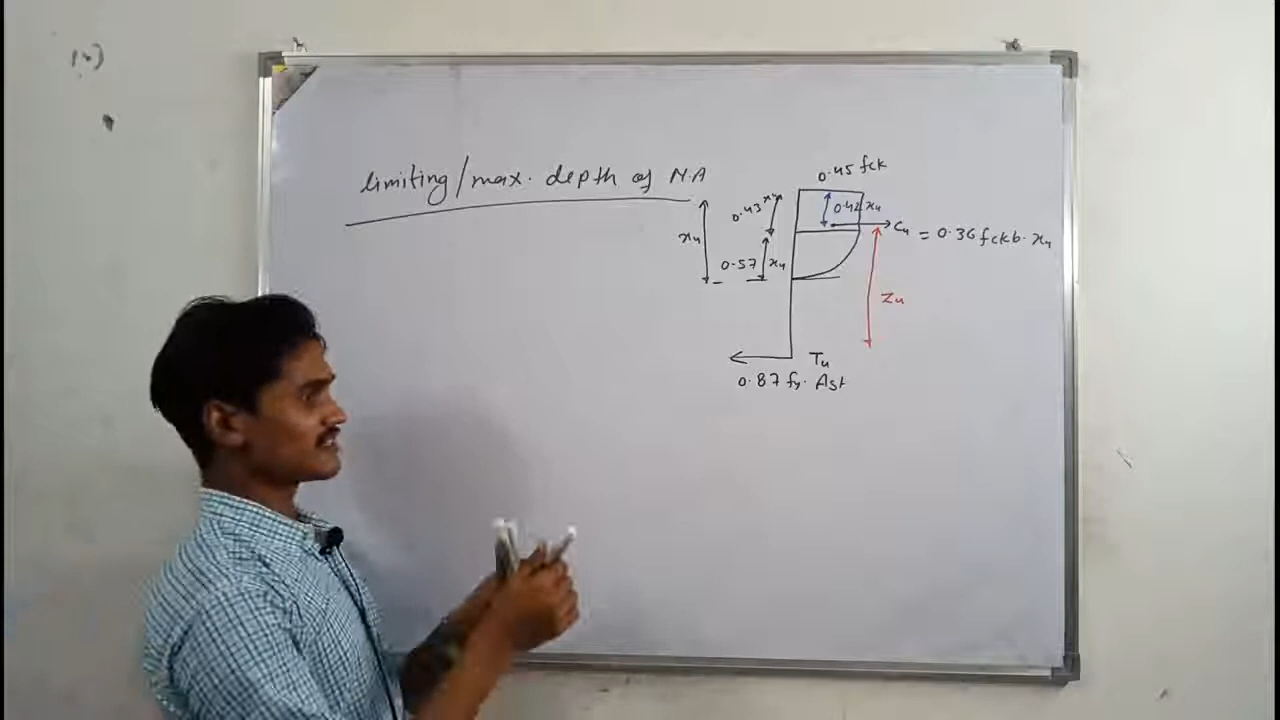 limiting/max. depth of N.A
0.45 fck
0.43 xu
0.42 xu
xu
Cu = 0.36 fck b. xu
0.57 xu
Zu
Tu
0.87 fy. Ast